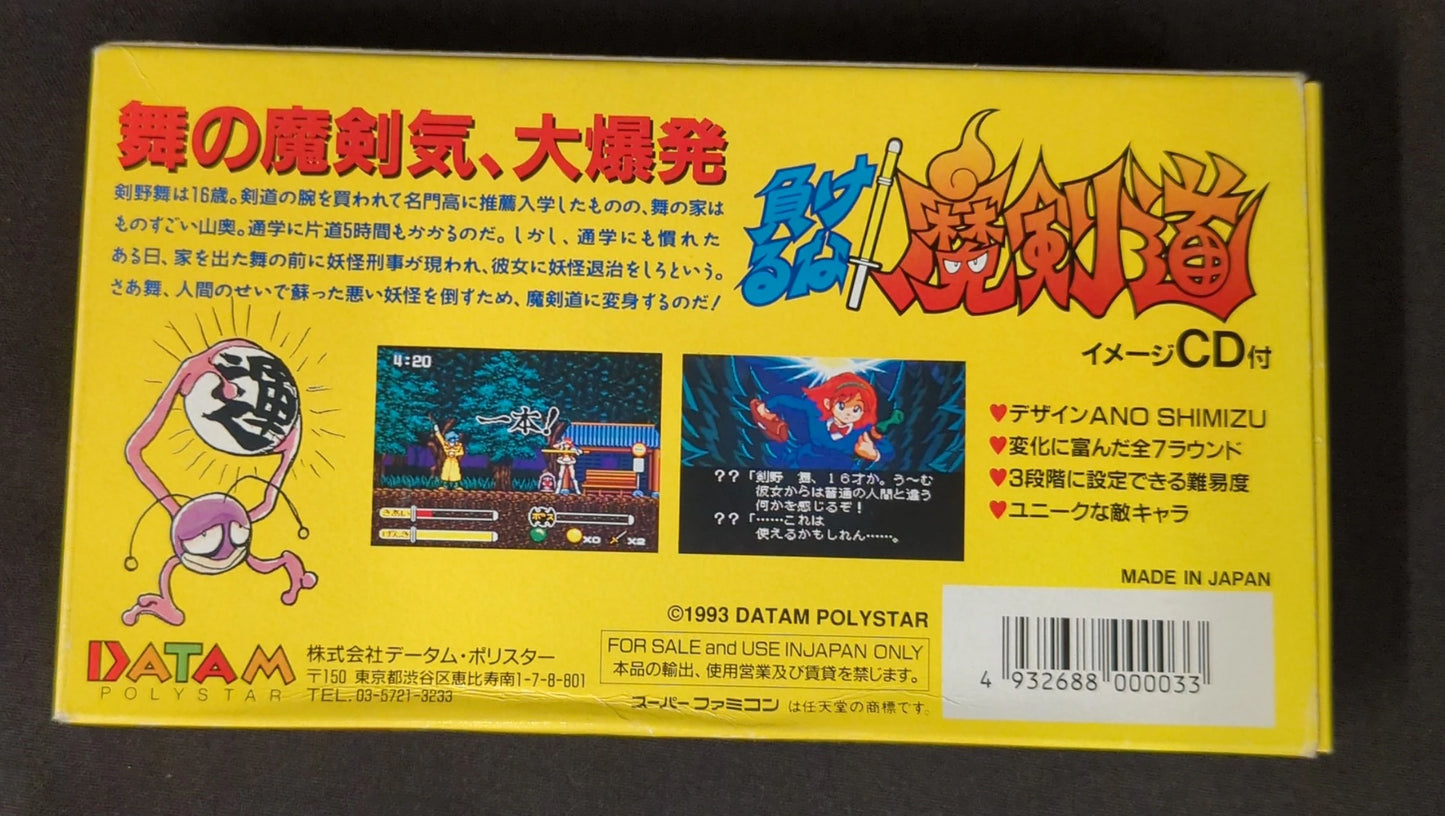 舞の魔剣気、大爆発
剣野舞は16歳。剣道の腕を買われて名門高に推薦入学したものの、舞の家は
ものすごい山奥。通学に片道5時間もかかるのだ。しかし、通学にも慣れた
ある日、家を出た舞の前に妖怪刑事が現われ、彼女に妖怪退治をしろという。
さあ舞、人間のせいで蘇った悪い妖怪を倒すため、魔剣道に変身するのだ!
負けるな
魔剣道
イメージCD付
運
4:20
一本!
きあい
げんき
ボス
×0
×2
??「剣野 舞、16才か。う〜む
彼女からは普通の人間と違う
何かを感じるぞ!
??「……これは
使えるかもしれん……。
♥デザインANO SHIMIZU
♥変化に富んだ全7ラウンド
♥3段階に設定できる難易度
♥ユニークな敵キャラ
MADE IN JAPAN
©1993 DATAM POLYSTAR
FOR SALE and USE INJAPAN ONLY
本品の輸出、使用営業及び賃貸を禁じます。
スーパーファミコン は任天堂の商標です。
DATAM
POLYSTAR
株式会社データム・ポリスター
〒150 東京都渋谷区恵比寿南1-7-8-801
TEL. 03-5721-3233
4 932688 000033